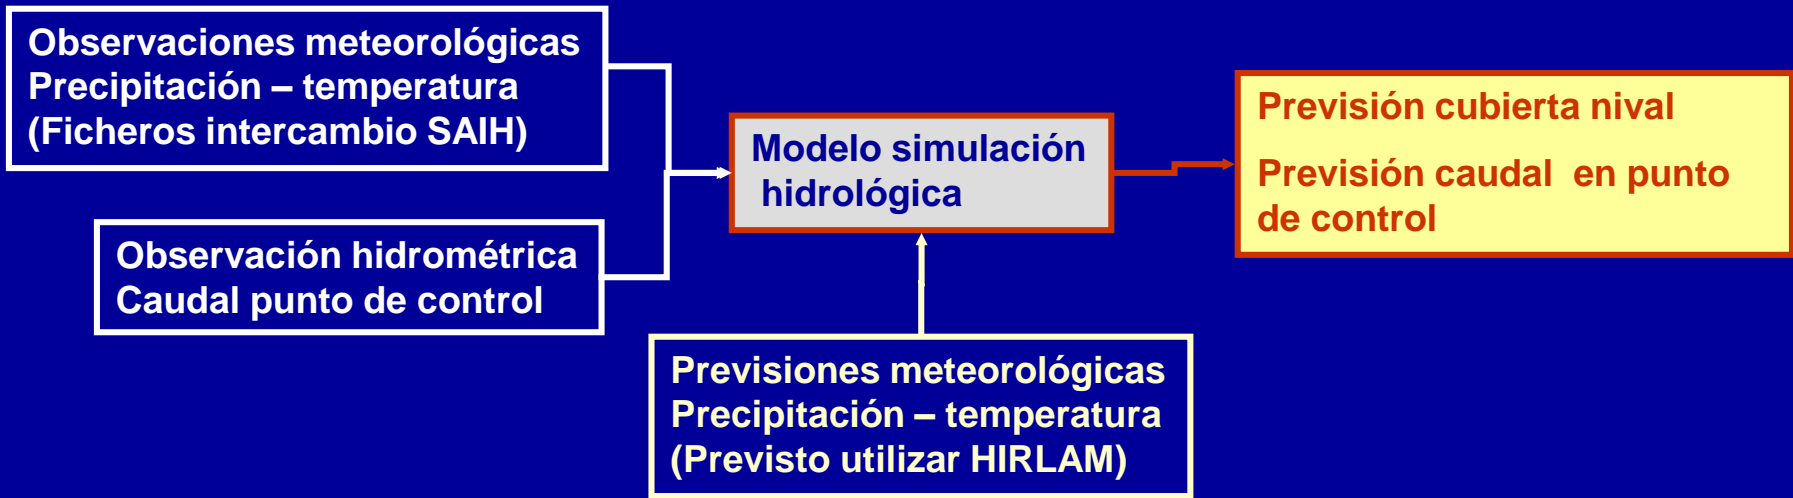 Observaciones meteorológicas
Precipitación – temperatura
(Ficheros intercambio SAIH)
Observación hidrométrica
Caudal punto de control
Modelo simulación
hidrológica
Previsiones meteorológicas
Precipitación – temperatura
(Previsto utilizar HIRLAM)
Previsión cubierta nival
Previsión caudal en punto
de control